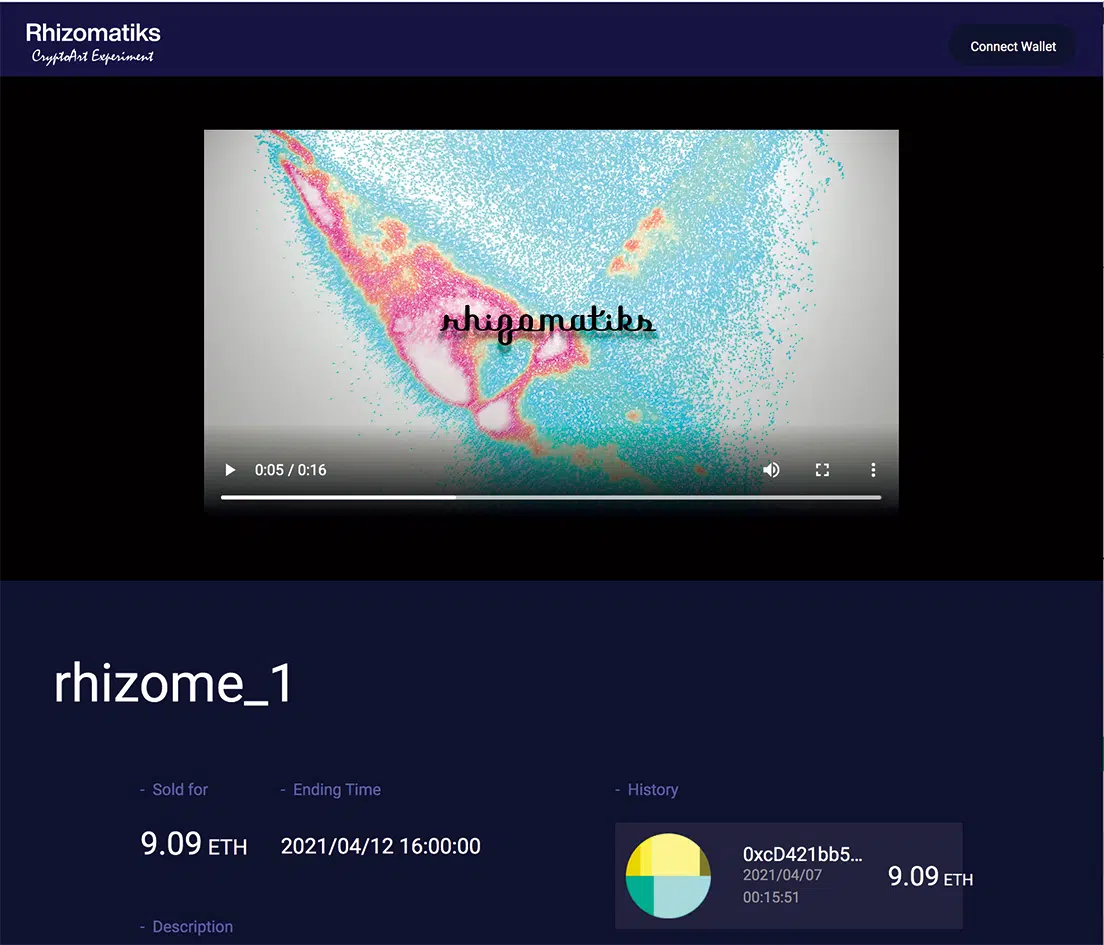 Rhizomatiks
CryptoArt Experiment
Connect Wallet
rhizomatiks
0:05 / 0:16
rhizome_1
- Sold for
- Ending Time
- History
9.09 ETH
2021/04/12 16:00:00
0xcD421bb5...
2021/04/07
00:15:51
9.09 ETH
- Description